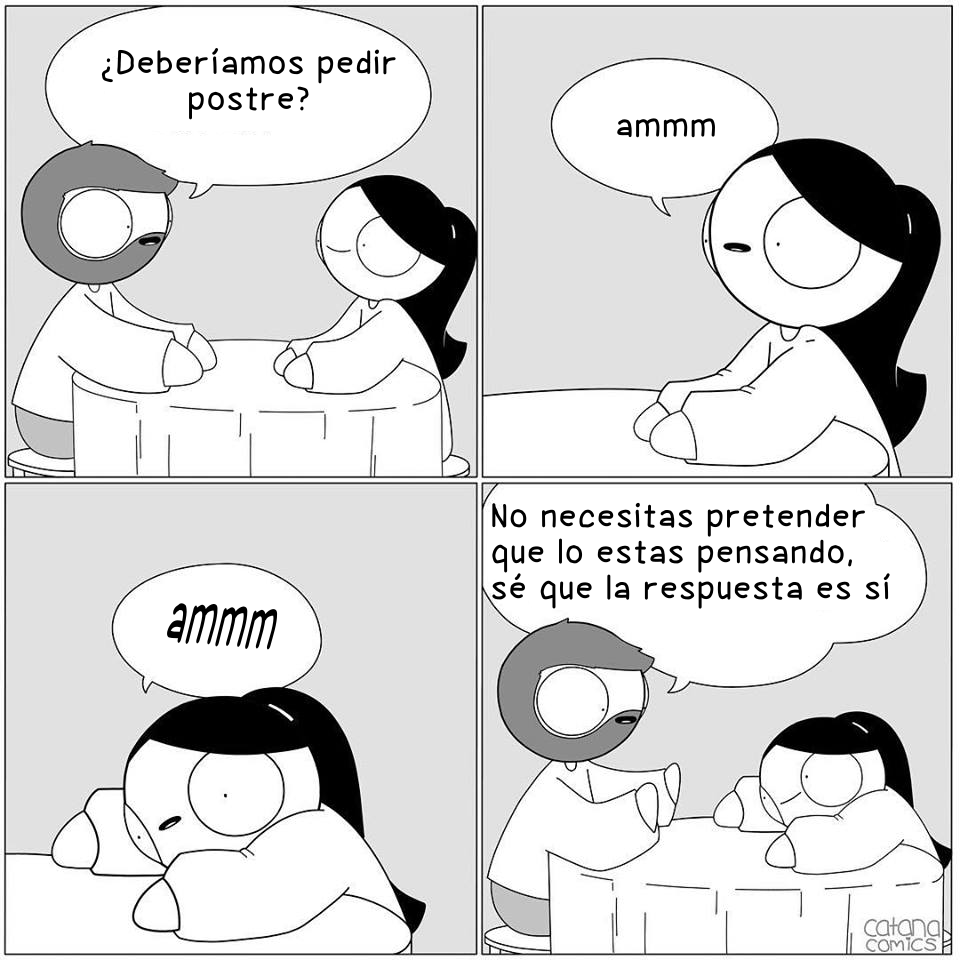 ¿Deberíamos pedir
postre?
ammm
ammm
No necesitas pretender
que lo estas pensando,
sé que la respuesta es sí
catana
comics